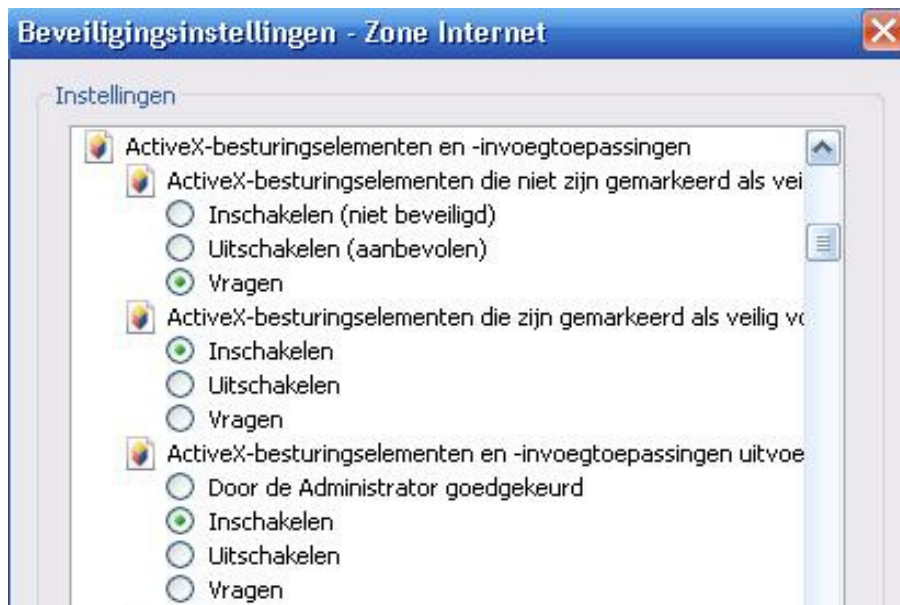 Beveiligingsinstellingen - Zone Internet
Instellingen
ActiveX-besturingselementen en -invoegtoepassingen
ActiveX-besturingselementen die niet zijn gemarkeerd als vei
Inschakelen (niet beveiligd)
Uitschakelen (aanbevolen)
Vragen
ActiveX-besturingselementen die zijn gemarkeerd als veilig vo
Inschakelen
Uitschakelen
Vragen
ActiveX-besturingselementen en -invoegtoepassingen uitvoe
Door de Administrator goedgekeurd
Inschakelen
Uitschakelen
Vragen